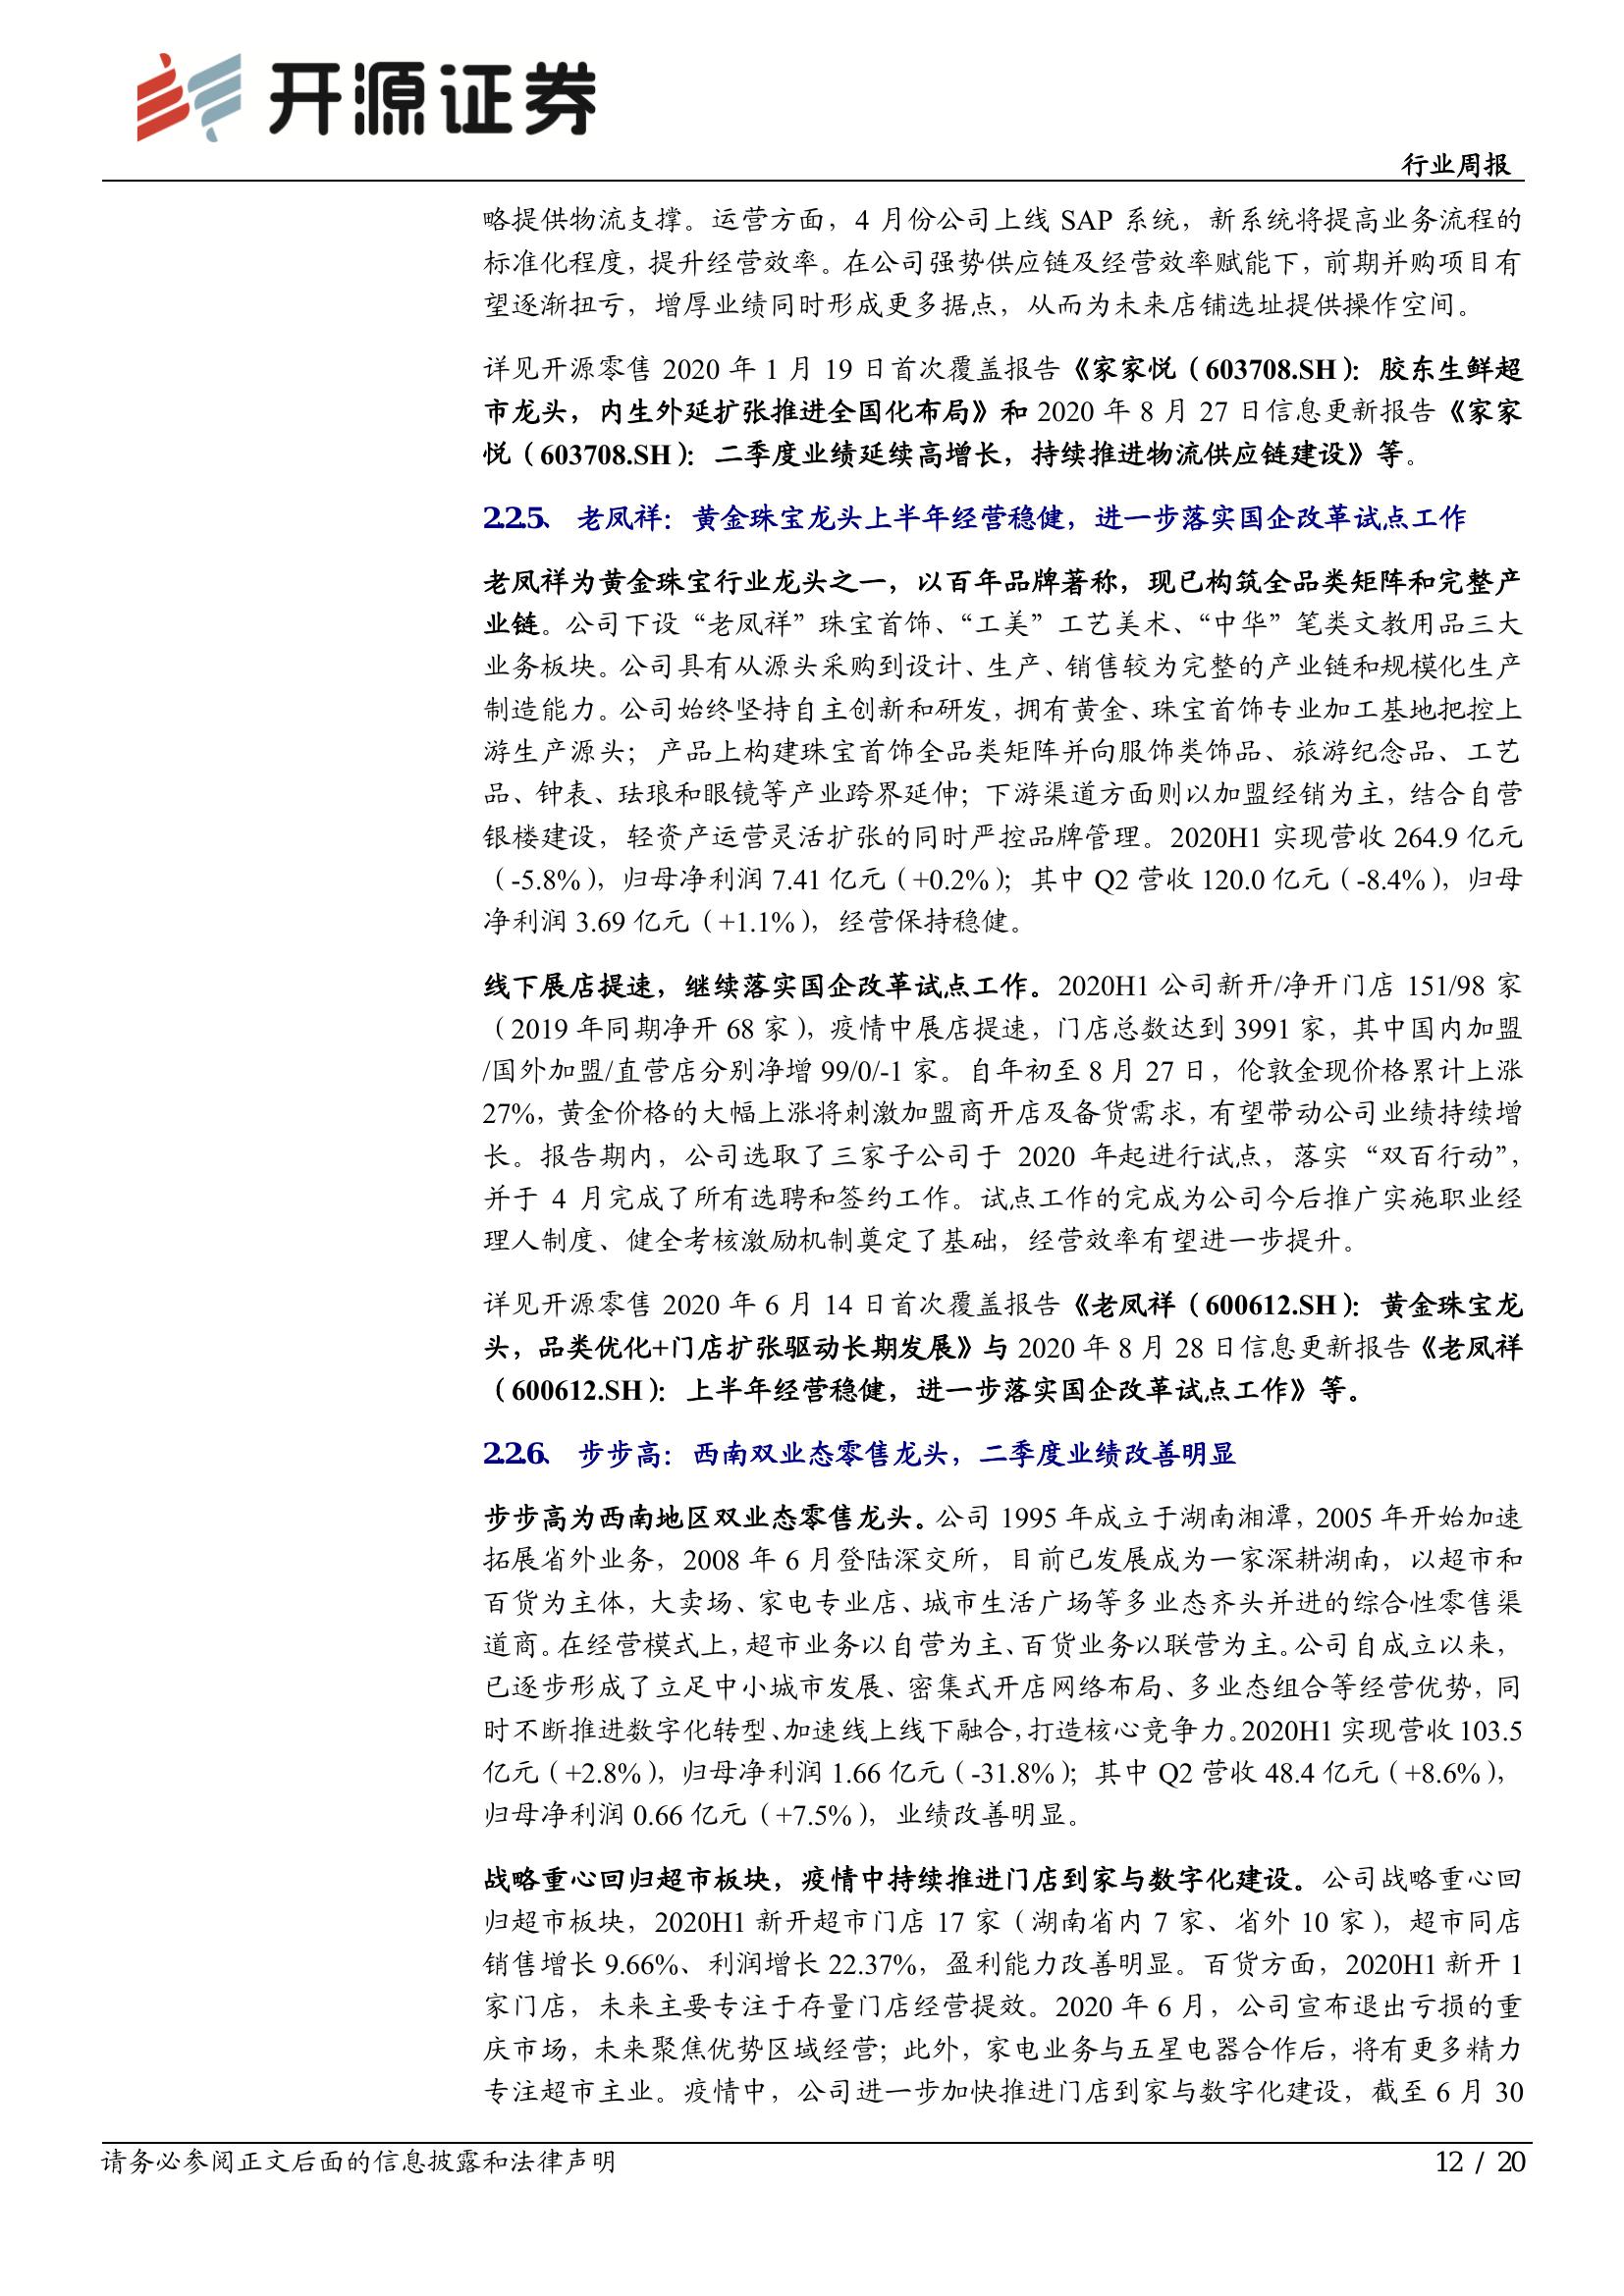 开源证券
行业周报
略提供物流支撑。运营方面，4 月份公司上线 SAP 系统，新系统将提高业务流程的
标准化程度，提升经营效率。在公司强势供应链及经营效率赋能下，前期并购项目有
望逐渐扭亏，增厚业绩同时形成更多据点，从而为未来店铺选址提供操作空间。
详见开源零售 2020 年 1 月 19 日首次覆盖报告《家家悦（603708.SH）：胶东生鲜超
市龙头，内生外延扩张推进全国化布局》和 2020 年 8 月 27 日信息更新报告《家家
悦（603708.SH）：二季度业绩延续高增长，持续推进物流供应链建设》等。
2.2.5、 老凤祥：黄金珠宝龙头上半年经营稳健，进一步落实国企改革试点工作
老凤祥为黄金珠宝行业龙头之一，以百年品牌著称，现已构筑全品类矩阵和完整产
业链。公司下设“老凤祥”珠宝首饰、“工美”工艺美术、“中华”笔类文教用品三大
业务板块。公司具有从源头采购到设计、生产、销售较为完整的产业链和规模化生产
制造能力。公司始终坚持自主创新和研发，拥有黄金、珠宝首饰专业加工基地把控上
游生产源头；产品上构建珠宝首饰全品类矩阵并向服饰类饰品、旅游纪念品、工艺
品、钟表、珐琅和眼镜等产业跨界延伸；下游渠道方面则以加盟经销为主，结合自营
银楼建设，轻资产运营灵活扩张的同时严控品牌管理。2020H1 实现营收 264.9 亿元
（-5.8%），归母净利润 7.41 亿元（+0.2%）；其中 Q2 营收 120.0 亿元（-8.4%），归母
净利润 3.69 亿元（+1.1%），经营保持稳健。
线下展店提速，继续落实国企改革试点工作。2020H1 公司新开/净开门店 151/98 家
（2019 年同期净开 68 家），疫情中展店提速，门店总数达到 3991 家，其中国内加盟
/国外加盟/直营店分别净增 99/0/-1 家。自年初至 8 月 27 日，伦敦金现价格累计上涨
27%，黄金价格的大幅上涨将刺激加盟商开店及备货需求，有望带动公司业绩持续增
长。报告期内，公司选取了三家子公司于 2020 年起进行试点，落实“双百行动”，
并于 4 月完成了所有选聘和签约工作。试点工作的完成为公司今后推广实施职业经
理人制度、健全考核激励机制奠定了基础，经营效率有望进一步提升。
详见开源零售 2020 年 6 月 14 日首次覆盖报告《老凤祥（600612.SH）：黄金珠宝龙
头，品类优化+门店扩张驱动长期发展》与 2020 年 8 月 28 日信息更新报告《老凤祥
（600612.SH）：上半年经营稳健，进一步落实国企改革试点工作》等。
2.2.6、 步步高：西南双业态零售龙头，二季度业绩改善明显
步步高为西南地区双业态零售龙头。公司 1995 年成立于湖南湘潭，2005 年开始加速
拓展省外业务，2008 年 6 月登陆深交所，目前已发展成为一家深耕湖南，以超市和
百货为主体，大卖场、家电专业店、城市生活广场等多业态齐头并进的综合性零售渠
道商。在经营模式上，超市业务以自营为主、百货业务以联营为主。公司自成立以来，
已逐步形成了立足中小城市发展、密集式开店网络布局、多业态组合等经营优势，同
时不断推进数字化转型、加速线上线下融合，打造核心竞争力。2020H1 实现营收 103.5
亿元（+2.8%），归母净利润 1.66 亿元（-31.8%）；其中 Q2 营收 48.4 亿元（+8.6%），
归母净利润 0.66 亿元（+7.5%），业绩改善明显。
战略重心回归超市板块，疫情中持续推进门店到家与数字化建设。公司战略重心回
归超市板块，2020H1 新开超市门店 17 家（湖南省内 7 家、省外 10 家），超市同店
销售增长 9.66%、利润增长 22.37%，盈利能力改善明显。百货方面，2020H1 新开 1
家门店，未来主要专注于存量门店经营提效。2020 年 6 月，公司宣布退出亏损的重
庆市场，未来聚焦优势区域经营；此外，家电业务与五星电器合作后，将有更多精力
专注超市主业。疫情中，公司进一步加快推进门店到家与数字化建设，截至 6 月 30
请务必参阅正文后面的信息披露和法律声明
12 / 20